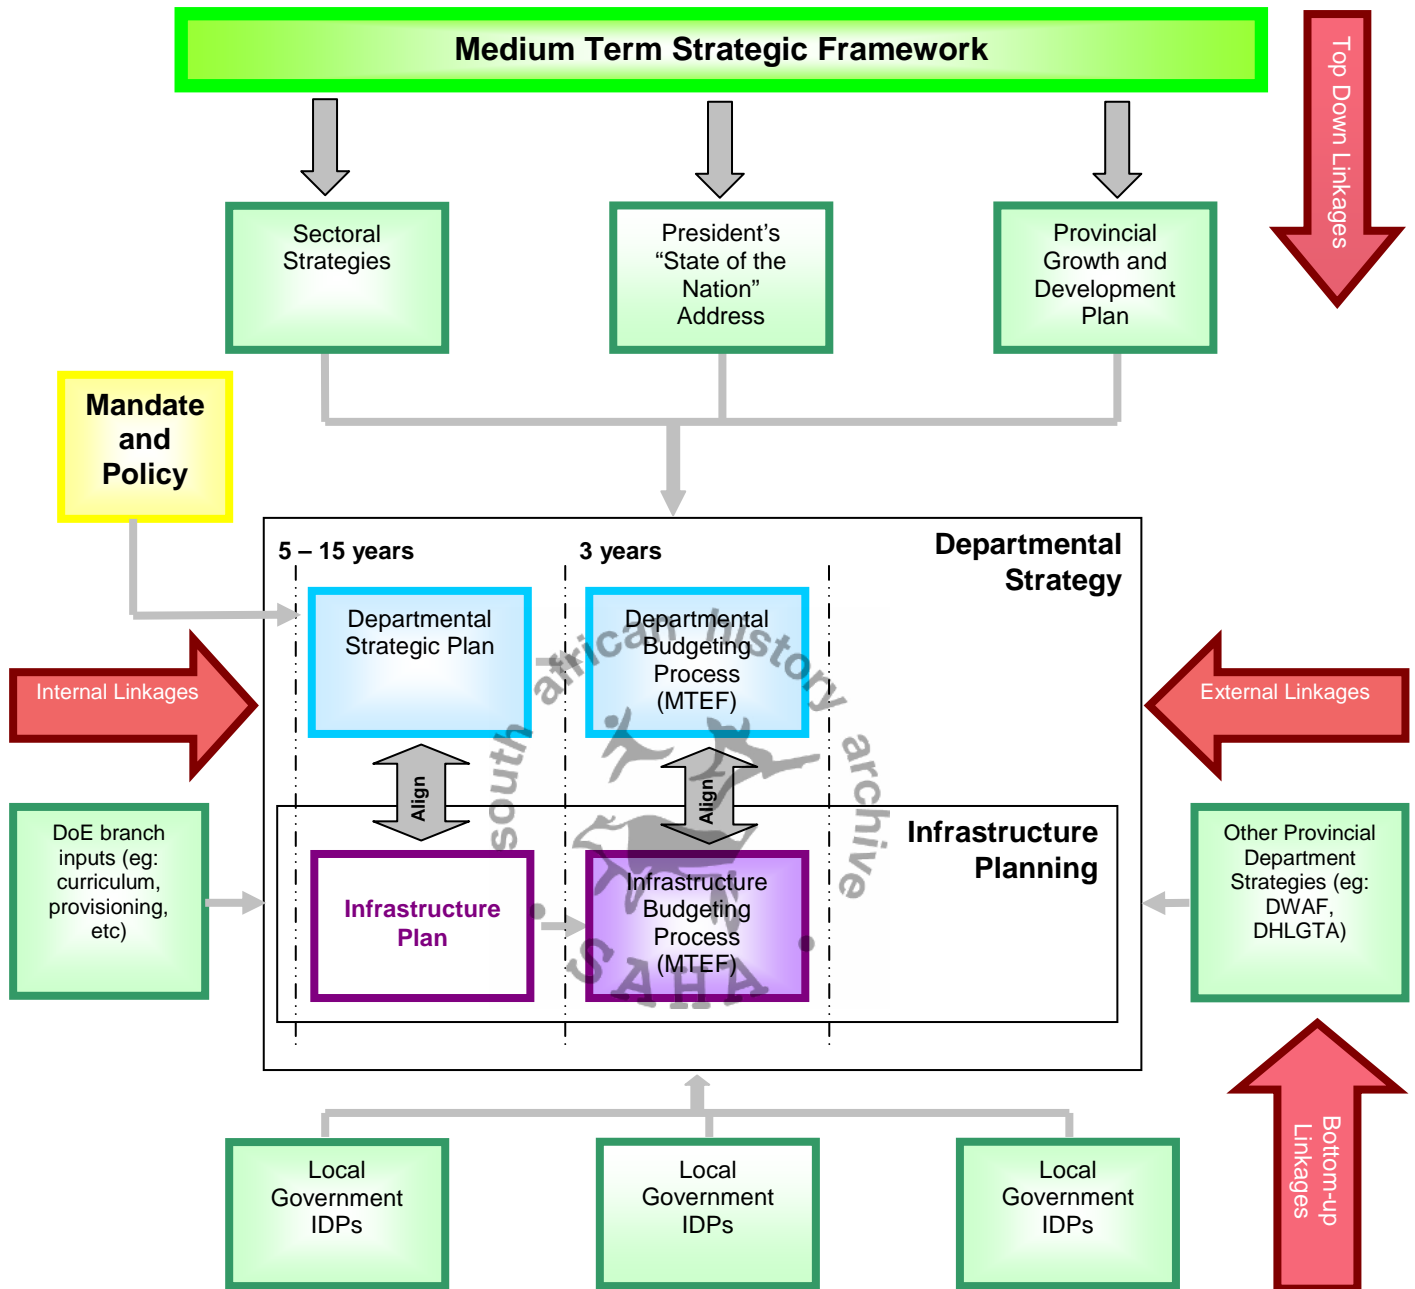 Medium Term Strategic Framework
Top Down Linkages
Sectoral
Strategies
President’s
“State of the
Nation”
Address
Provincial
Growth and
Development
Plan
Mandate
and
Policy
5 – 15 years
3 years
Departmental
Strategy
Departmental
Strategic Plan
Departmental
Budgeting
Process
(MTEF)
Internal Linkages
External Linkages
Align
Align
south african history archive
SAHA
Infrastructure
Planning
DoE branch
inputs (eg:
curriculum,
provisioning,
etc)
Infrastructure
Plan
Infrastructure
Budgeting
Process
(MTEF)
Other Provincial
Department
Strategies (eg:
DWAF,
DHLGTA)
Local
Government
IDPs
Local
Government
IDPs
Local
Government
IDPs
Bottom-up
Linkages